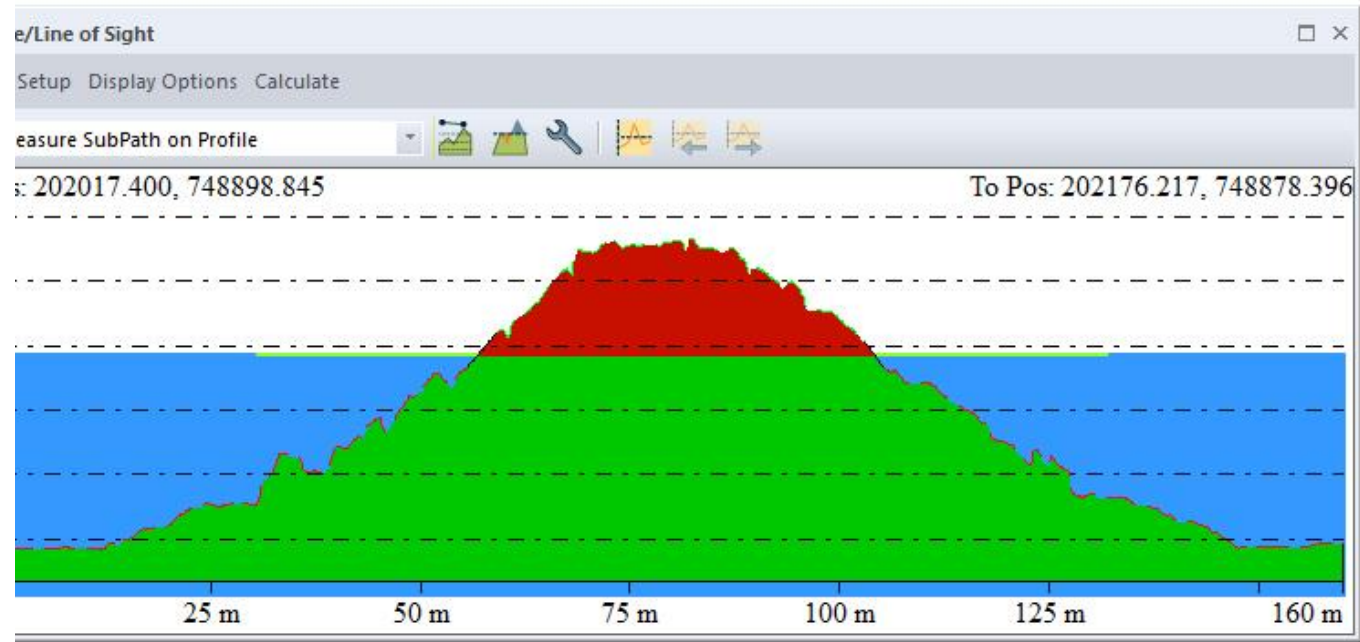 e/Line of Sight
Setup Display Options Calculate
easure SubPath on Profile
s: 202017.400, 748898.845 To Pos: 202176.217, 748878.396
25 m 50 m 75 m 100 m 125 m 160 m